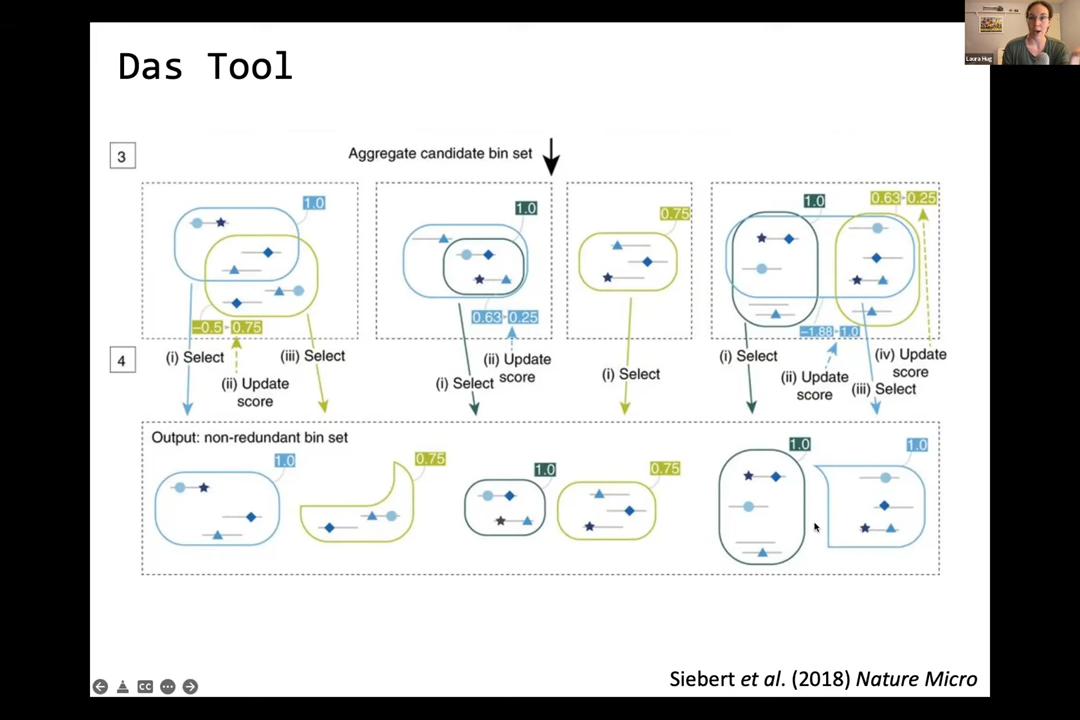 Das Tool
Laura Hug
3
Aggregate candidate bin set
1.0
1.0
0.75
1.0
0.63
0.25
-0.5
0.75
0.63
0.25
-1.88
1.0
4
(i) Select
(ii) Update
score
(iii) Select
(i) Select
(ii) Update
score
(i) Select
(i) Select
(ii) Update
score
(iii) Select
(iv) Update
score
Output: non-redundant bin set
1.0
0.75
1.0
0.75
1.0
1.0
CC
Siebert et al. (2018) Nature Micro